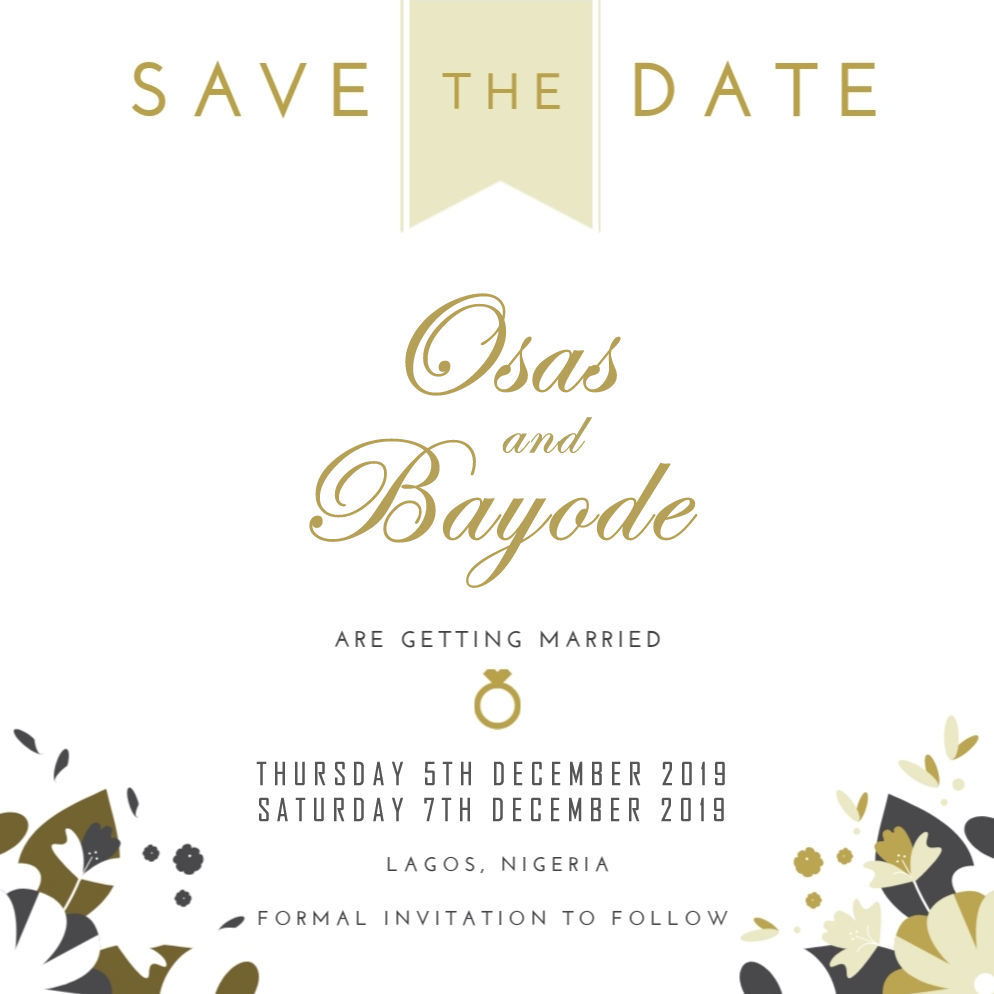 SAVE THE DATE
Osas
and
Bayode
ARE GETTING MARRIED
THURSDAY 5TH DECEMBER 2019
SATURDAY 7TH DECEMBER 2019
LAGOS, NIGERIA
FORMAL INVITATION TO FOLLOW